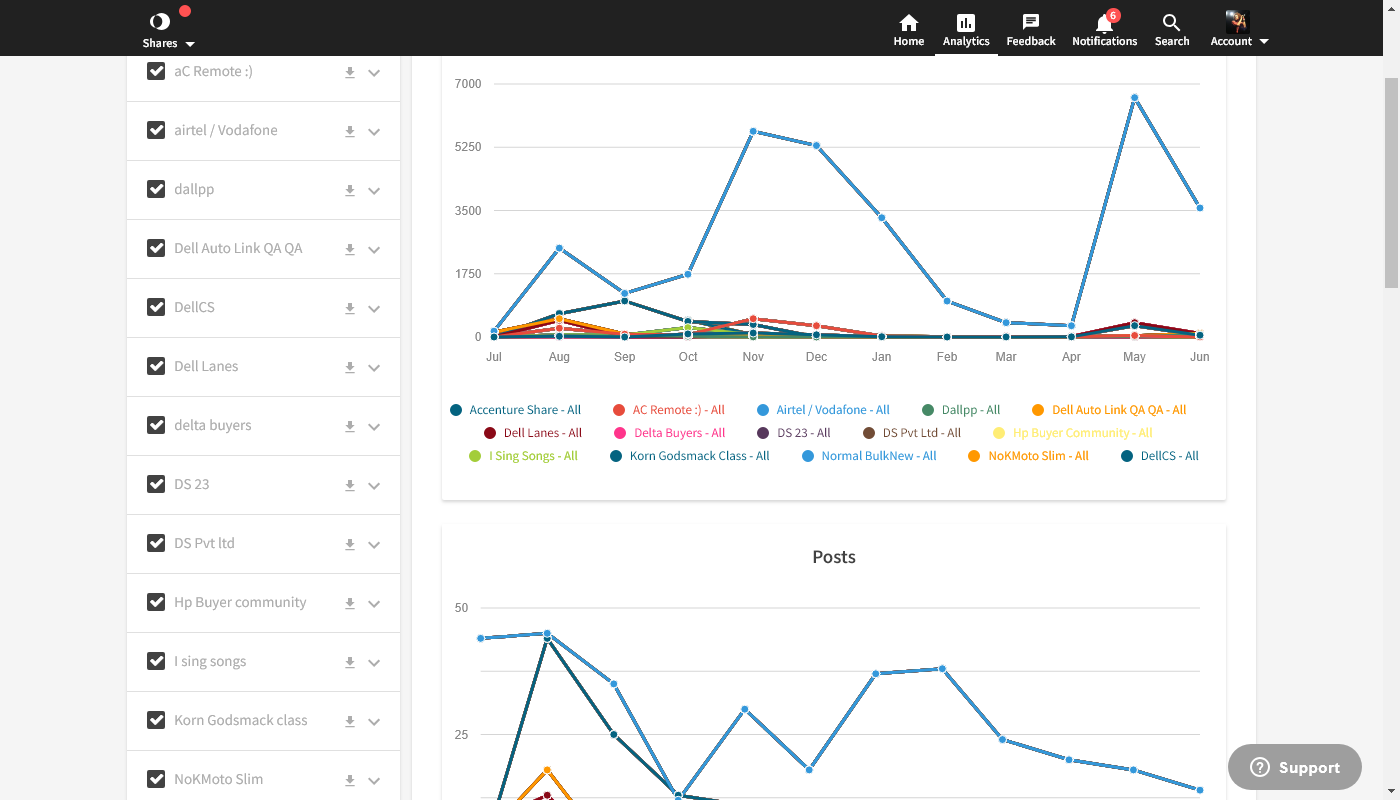 Shares
Home
Analytics
Feedback
6
Notifications
Search
Account
aC Remote :)
airtel / Vodafone
dallpp
Dell Auto Link QA QA
DellCS
Dell Lanes
delta buyers
DS 23
DS Pvt ltd
Hp Buyer community
I sing songs
Korn Godsmack class
NoKMoto Slim
7000
5250
3500
1750
0
Jul Aug Sep Oct Nov Dec Jan Feb Mar Apr May Jun
Accenture Share - All AC Remote :) - All Airtel / Vodafone - All Dallpp - All Dell Auto Link QA QA - All
Dell Lanes - All Delta Buyers - All DS 23 - All DS Pvt Ltd - All Hp Buyer Community - All
I Sing Songs - All Korn Godsmack Class - All Normal BulkNew - All NoKMoto Slim - All DellCS - All
Posts
50
25
Support